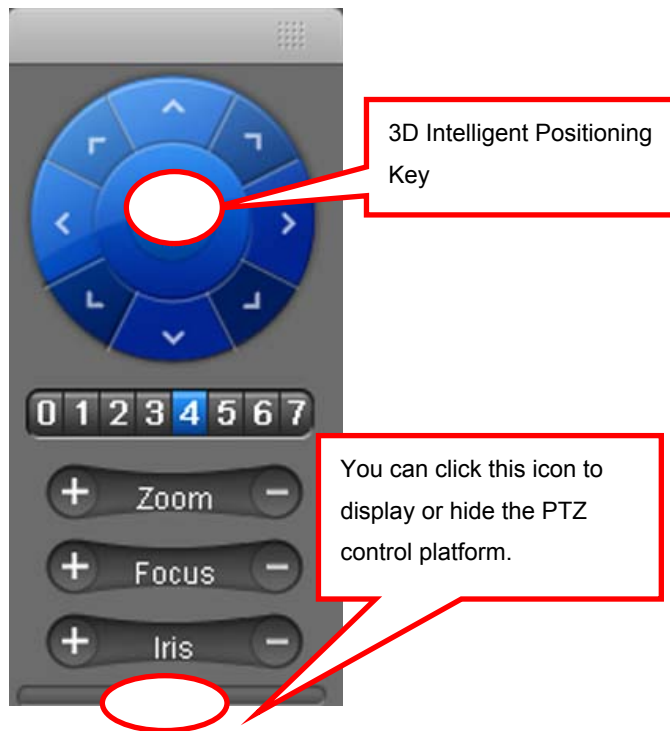 3D Intelligent Positioning
Key
0 1 2 3 4 5 6 7
+ Zoom −
You can click this icon to
display or hide the PTZ
control platform.
+ Focus −
+ Iris −